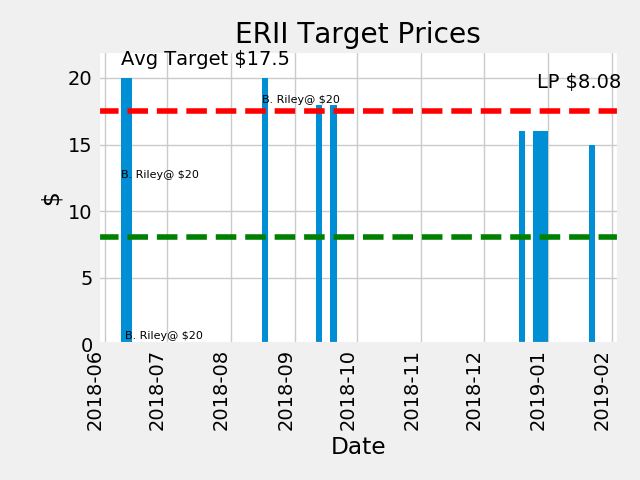 ERII Target Prices
Avg Target $17.5
LP $8.08
B. Riley@ $20
B. Riley@ $20
B. Riley@ $20
$
20
15
10
5
0
2018-06
2018-07
2018-08
2018-09
2018-10
2018-11
2018-12
2019-01
2019-02
Date